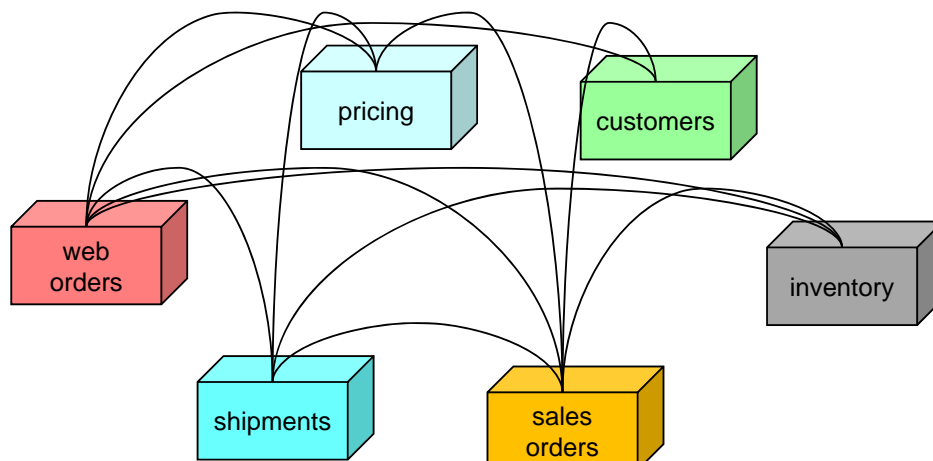 pricing
customers
web
orders
inventory
shipments
sales
orders